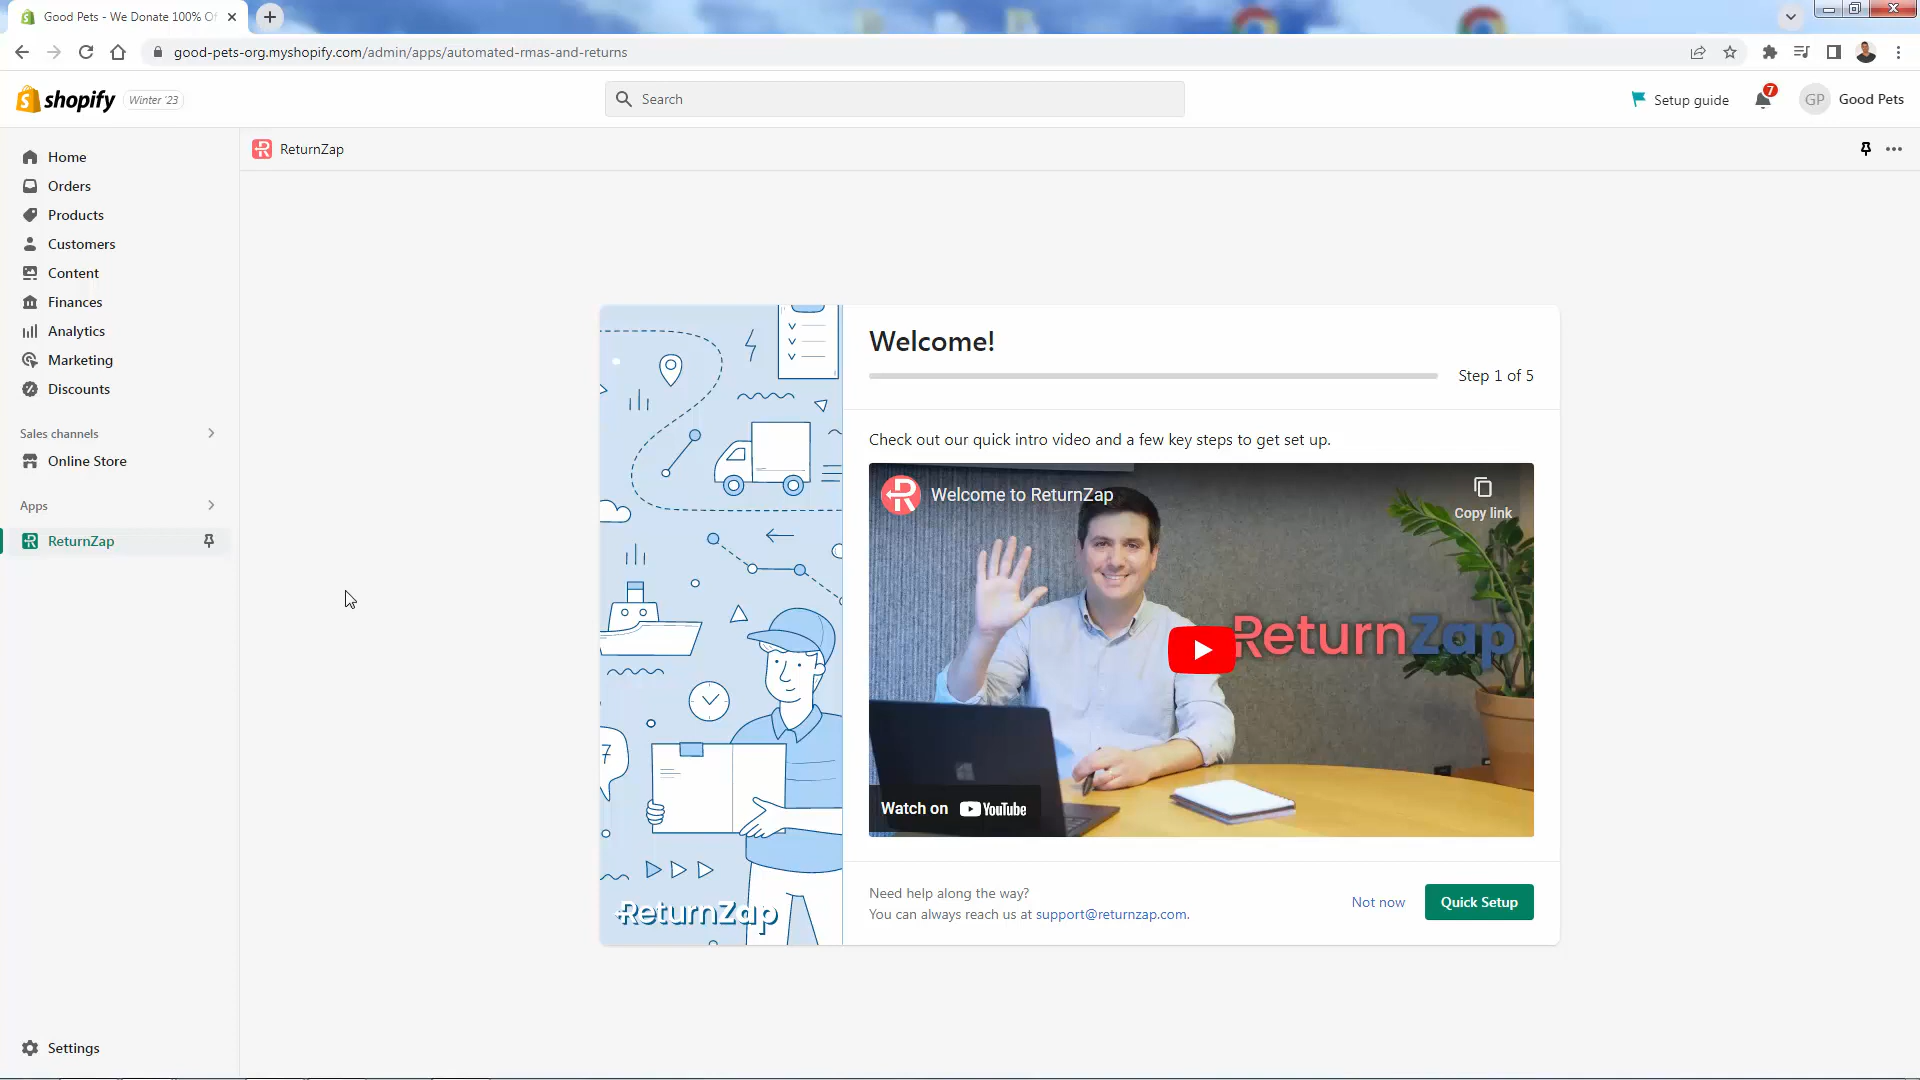 Good Pets - We Donate 100% Of
good-pets-org.myshopify.com/admin/apps/automated-rmas-and-returns
shopify
Winter '23
Search
Setup guide
7
GP
Good Pets
Home
Orders
Products
Customers
Content
Finances
Analytics
Marketing
Discounts
Sales channels
Online Store
Apps
ReturnZap
Settings
ReturnZap
7
ReturnZap
Welcome!
Step 1 of 5
Check out our quick intro video and a few key steps to get set up.
Welcome to ReturnZap
Copy link
ReturnZap
Watch on YouTube
Need help along the way?
You can always reach us at support@returnzap.com.
Not now
Quick Setup